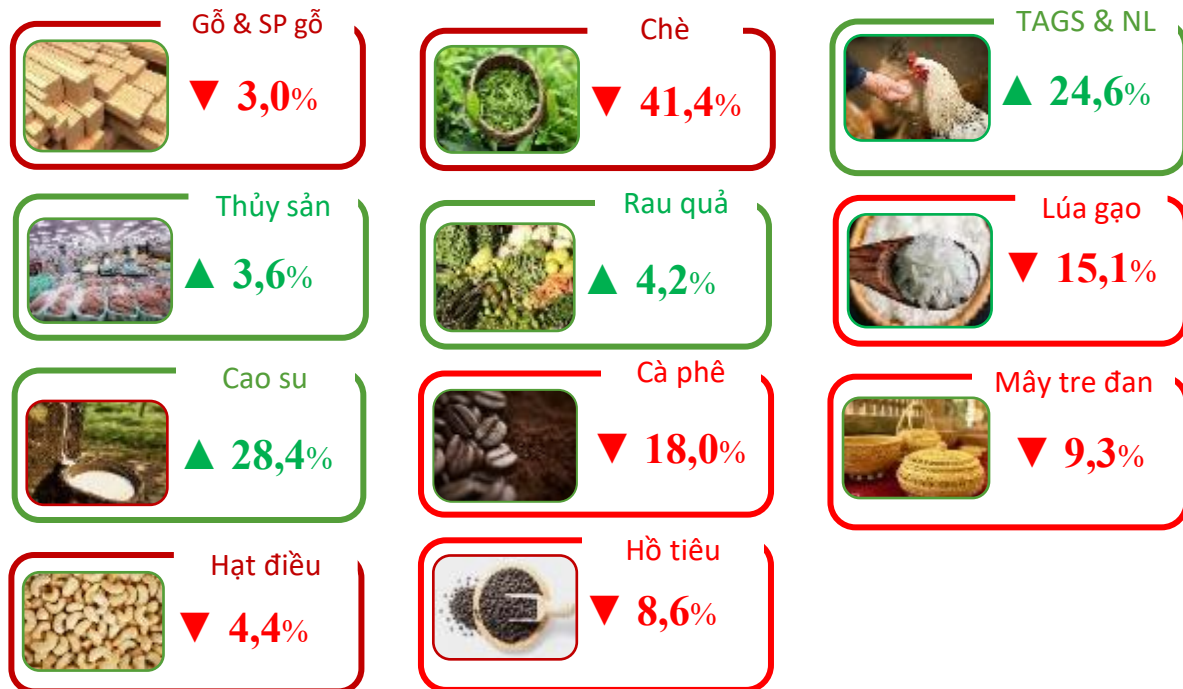 Gỗ & SP gỗ
▼ 3,0%
Chè
▼ 41,4%
TAGS & NL
▲ 24,6%
Thủy sản
▲ 3,6%
Rau quả
▲ 4,2%
Lúa gạo
▼ 15,1%
Cao su
▲ 28,4%
Cà phê
▼ 18,0%
Mây tre đan
▼ 9,3%
Hạt điều
▼ 4,4%
Hồ tiêu
▼ 8,6%